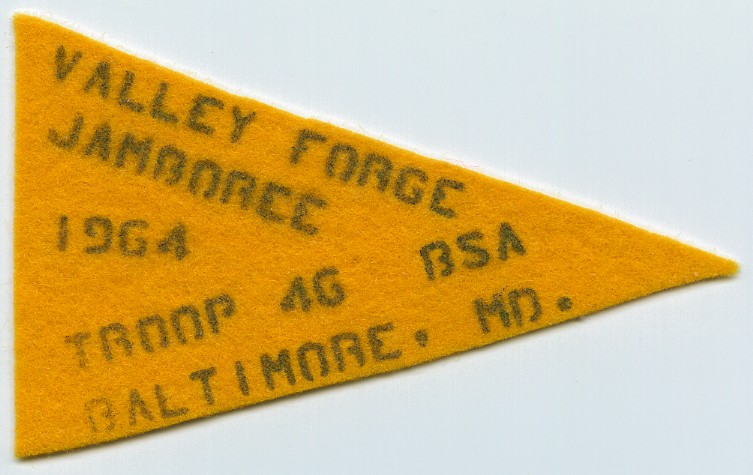 VALLEY FORGE
JAMBOREE
1964
TROOP 46 BSA
BALTIMORE, MD.